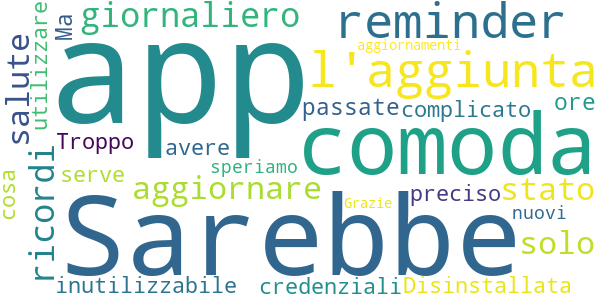 giornaliero
reminder
Ma
aggiornamenti
utilizzare
salute
app
l'aggiunta
passate
complicato
ore
Troppo
avere
comoda
speriamo
ricordi
cosa
serve
aggiornare
preciso
stato
Sarebbe
Grazie
nuovi
solo
inutilizzabile
credenziali
Disinstallata